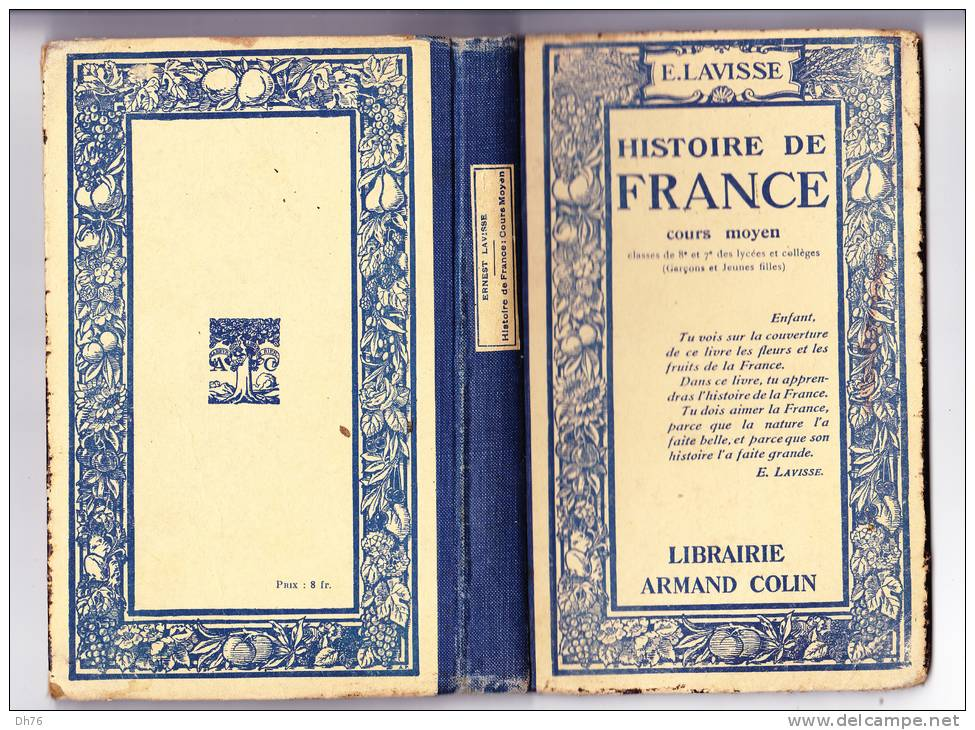 E. LAVISSE
HISTOIRE DE
FRANCE
cours moyen
classes de 8e et 7e des lycées et collèges
(Garçons et Jeunes filles)
Enfant,
Tu vois sur la couverture
de ce livre les fleurs et les
fruits de la France.
Dans ce livre, tu appren-
dras l'histoire de la France.
Tu dois aimer la France,
parce que la nature l'a
faite belle, et parce que son
histoire l'a faite grande.
E. LAVISSE.
LIBRAIRIE
ARMAND COLIN
ERNEST LAVISSE
Histoire de France : Cours Moyen
A C
PRIX : 8 fr.
Dh76
www.delcampe.net